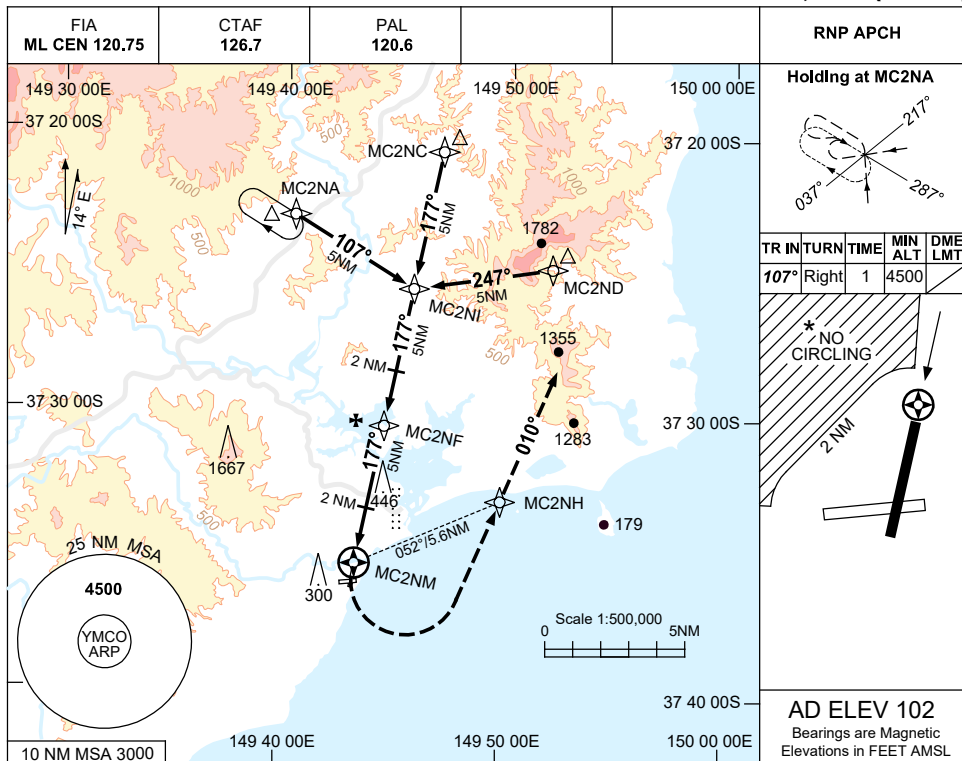 FIA
ML CEN 120.75
CTAF
126.7
PAL
120.6
RNP APCH
149 30 00E
149 40 00E
149 50 00E
150 00 00E
37 20 00S
37 20 00S
500
1000
500
14° E
MC2NC
MC2NA
177°
5NM
107°
5NM
1000
1782
247°
5NM
MC2ND
MC2NI
177°
5NM
2 NM
500
1355
37 30 00S
37 30 00S
MC2NF
1283
010°
1667
177°
5NM
2 NM
446
MC2NH
179
500
052°/5.6NM
MC2NM
300
25 NM MSA
4500
YMCO
ARP
Scale 1:500,000
0
5NM
37 40 00S
149 40 00E
149 50 00E
150 00 00E
10 NM MSA 3000
Holding at MC2NA
217°
037°
287°
TR IN
TURN
TIME
MIN
ALT
DME
LMT
107°
Right
1
4500
* NO
CIRCLING
2 NM
AD ELEV 102
Bearings are Magnetic
Elevations in FEET AMSL